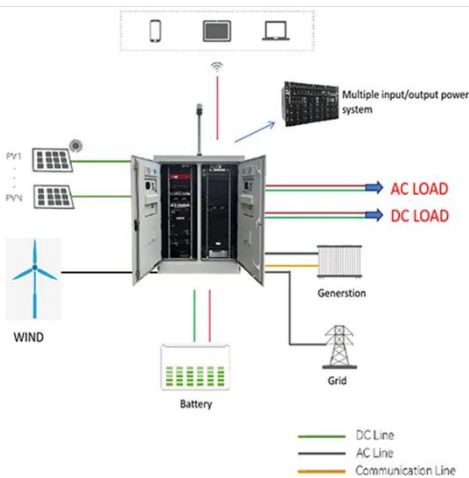 Multiple input/output power
system
PV1
PVN
AC LOAD
DC LOAD
WIND
Generstion
Grid
Battery
DC Line
AC Line
Communication Line